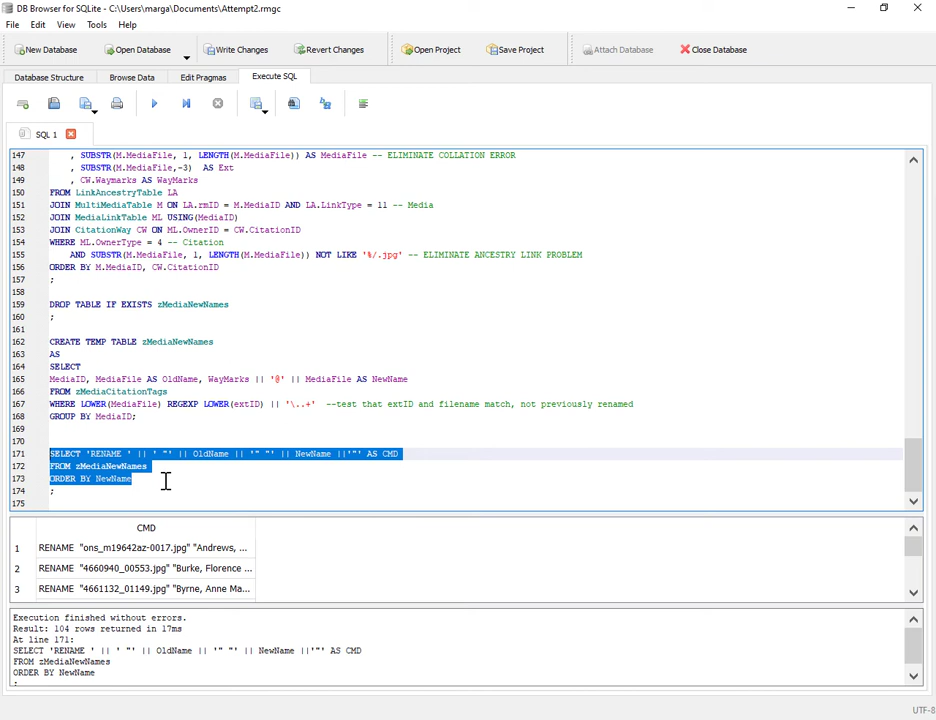 DB Browser for SQLite - C:\Users\marga\Documents\Attempt2.rmgc
File Edit View Tools Help
New Database Open Database Write Changes Revert Changes Open Project Save Project Attach Database Close Database
Database Structure Browse Data Edit Pragmas Execute SQL
SQL 1
147 , SUBSTR(M.MediaFile, 1, LENGTH(M.MediaFile)) AS MediaFile -- ELIMINATE COLLATION ERROR
148 , SUBSTR(M.MediaFile,-3) AS Ext
149 , CW.Waymarks AS WayMarks
150 FROM LinkAncestryTable LA
151 JOIN MultiMediaTable M ON LA.rmID = M.MediaID AND LA.LinkType = 11 -- Media
152 JOIN MediaLinkTable ML USING(MediaID)
153 JOIN CitationWay CW ON ML.OwnerID = CW.CitationID
154 WHERE ML.OwnerType = 4 -- Citation
155 AND SUBSTR(M.MediaFile, 1, LENGTH(M.MediaFile)) NOT LIKE '%/.jpg' -- ELIMINATE ANCESTRY LINK PROBLEM
156 ORDER BY M.MediaID, CW.CitationID
157 ;
158
159 DROP TABLE IF EXISTS zMediaNewNames
160 ;
161
162 CREATE TEMP TABLE zMediaNewNames
163 AS
164 SELECT
165 MediaID, MediaFile AS OldName, WayMarks || '@' || MediaFile AS NewName
166 FROM zMediaCitationTags
167 WHERE LOWER(MediaFile) REGEXP LOWER(extID) || '\..+' --test that extID and filename match, not previously renamed
168 GROUP BY MediaID;
169
170
171 SELECT 'RENAME ' || ' "' || OldName || '" "' || NewName ||'"' AS CMD
172 FROM zMediaNewNames
173 ORDER BY NewName
174 ;
175
CMD
1 RENAME "ons_m19642az-0017.jpg" "Andrews, ...
2 RENAME "4660940_00553.jpg" "Burke, Florence ...
3 RENAME "4661132_01149.jpg" "Byrne, Anne Ma...
Execution finished without errors.
Result: 104 rows returned in 17ms
At line 171:
SELECT 'RENAME ' || ' "' || OldName || '" "' || NewName ||'"' AS CMD
FROM zMediaNewNames
ORDER BY NewName
;
UTF-8